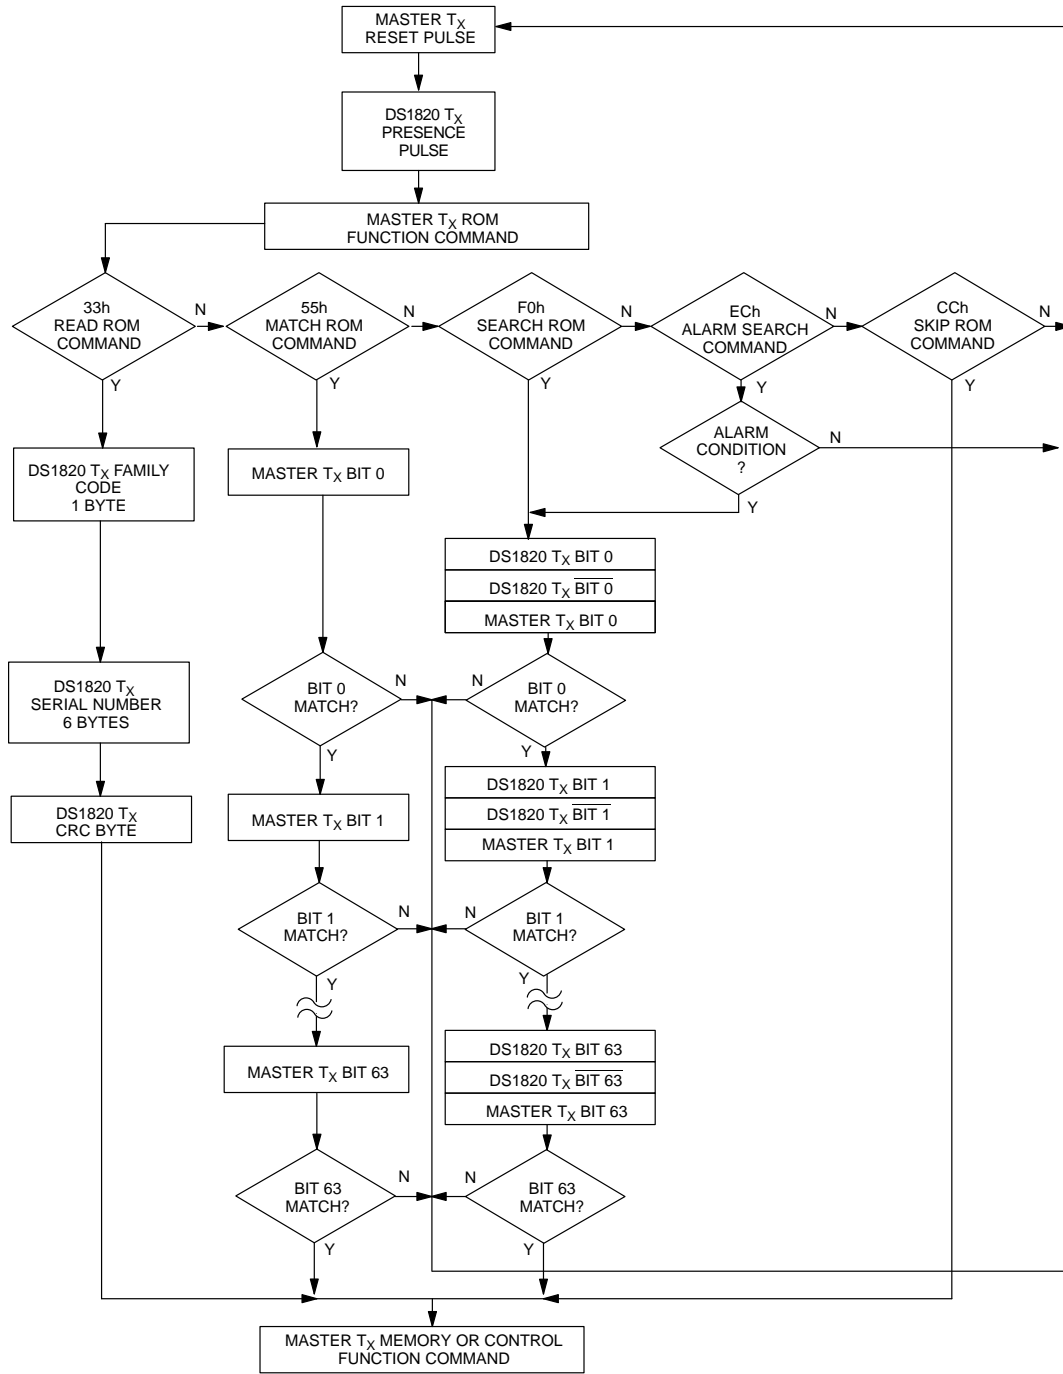 MASTER TX
RESET PULSE
DS1820 TX
PRESENCE
PULSE
MASTER TX ROM
FUNCTION COMMAND
33h
READ ROM
COMMAND
N
Y
55h
MATCH ROM
COMMAND
N
Y
F0h
SEARCH ROM
COMMAND
N
Y
ECh
ALARM SEARCH
COMMAND
N
Y
CCh
SKIP ROM
COMMAND
N
Y
ALARM
CONDITION
?
N
Y
DS1820 TX FAMILY
CODE
1 BYTE
MASTER TX BIT 0
DS1820 TX BIT 0
DS1820 TX BIT 0
MASTER TX BIT 0
DS1820 TX
SERIAL NUMBER
6 BYTES
BIT 0
MATCH?
N
Y
BIT 0
MATCH?
N
Y
DS1820 TX
CRC BYTE
MASTER TX BIT 1
DS1820 TX BIT 1
DS1820 TX BIT 1
MASTER TX BIT 1
BIT 1
MATCH?
N
Y
BIT 1
MATCH?
N
Y
MASTER TX BIT 63
DS1820 TX BIT 63
DS1820 TX BIT 63
MASTER TX BIT 63
BIT 63
MATCH?
N
Y
BIT 63
MATCH?
N
Y
MASTER TX MEMORY OR CONTROL
FUNCTION COMMAND